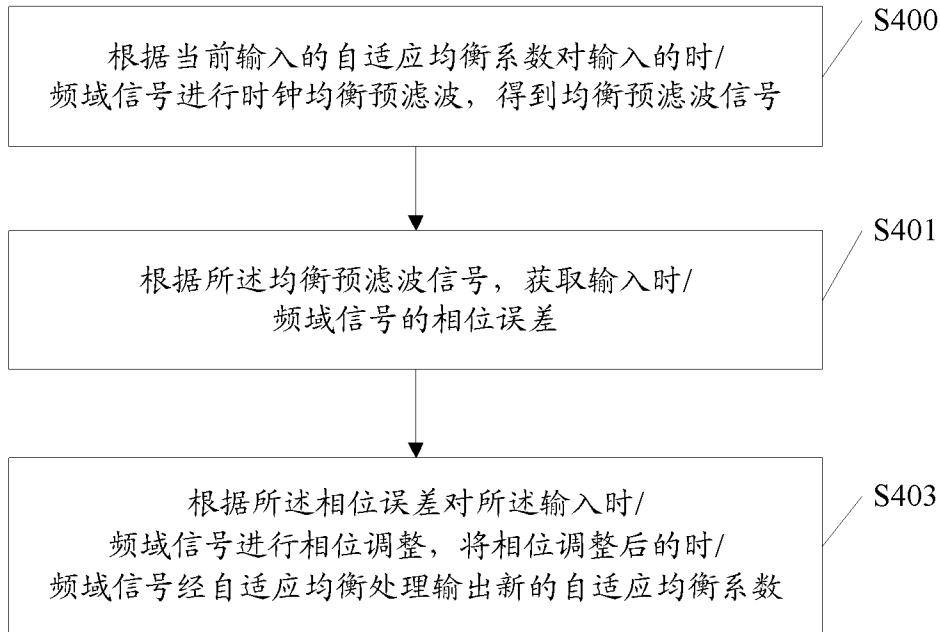 S400
根据当前输入的自适应均衡系数对输入的时/
频域信号进行时钟均衡预滤波，得到均衡预滤波信号
S401
根据所述均衡预滤波信号，获取输入时/
频域信号的相位误差
S403
根据所述相位误差对所述输入时/
频域信号进行相位调整，将相位调整后的时/
频域信号经自适应均衡处理输出新的自适应均衡系数